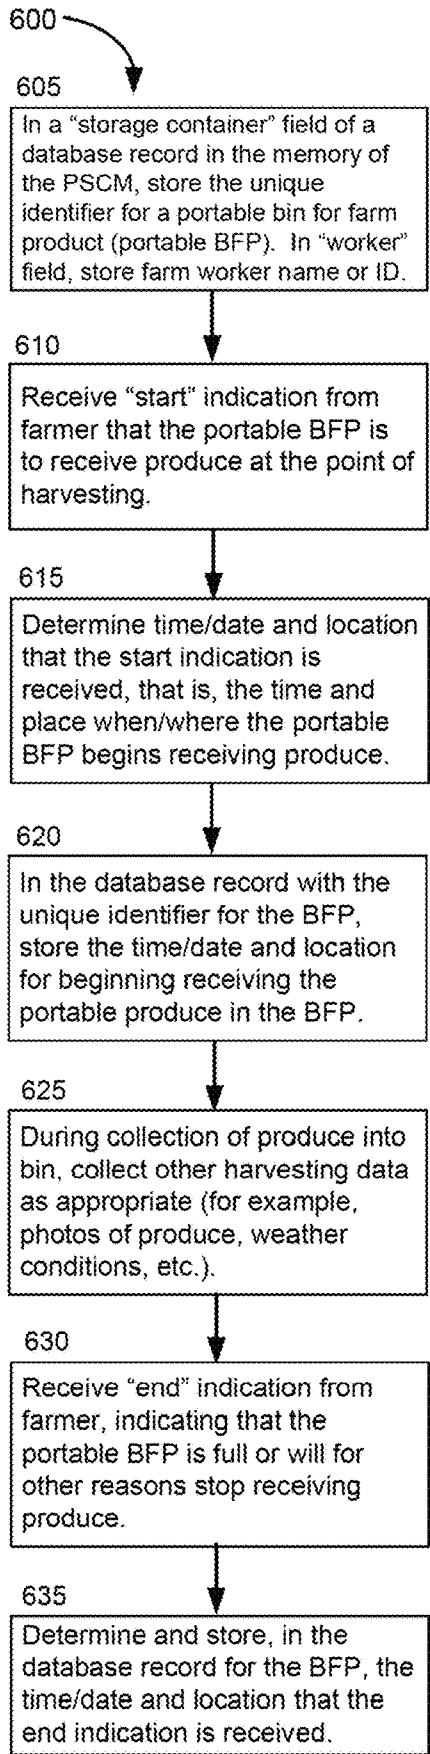 600
605
In a “storage container” field of a
database record in the memory of
the PSCM, store the unique
identifier for a portable bin for farm
product (portable BFP).  In “worker”
field, store farm worker name or ID.
610
Receive “start” indication from
farmer that the portable BFP is
to receive produce at the point of
harvesting.
615
Determine time/date and location
that the start indication is
received, that is, the time and
place when/where the portable
BFP begins receiving produce.
620
In the database record with the
unique identifier for the BFP,
store the time/date and location
for beginning receiving the
portable produce in the BFP.
625
During collection of produce into
bin, collect other harvesting data
as appropriate (for example,
photos of produce, weather
conditions, etc.).
630
Receive “end” indication from
farmer, indicating that the
portable BFP is full or will for
other reasons stop receiving
produce.
635
Determine and store, in the
database record for the BFP, the
time/date and location that the
end indication is received.